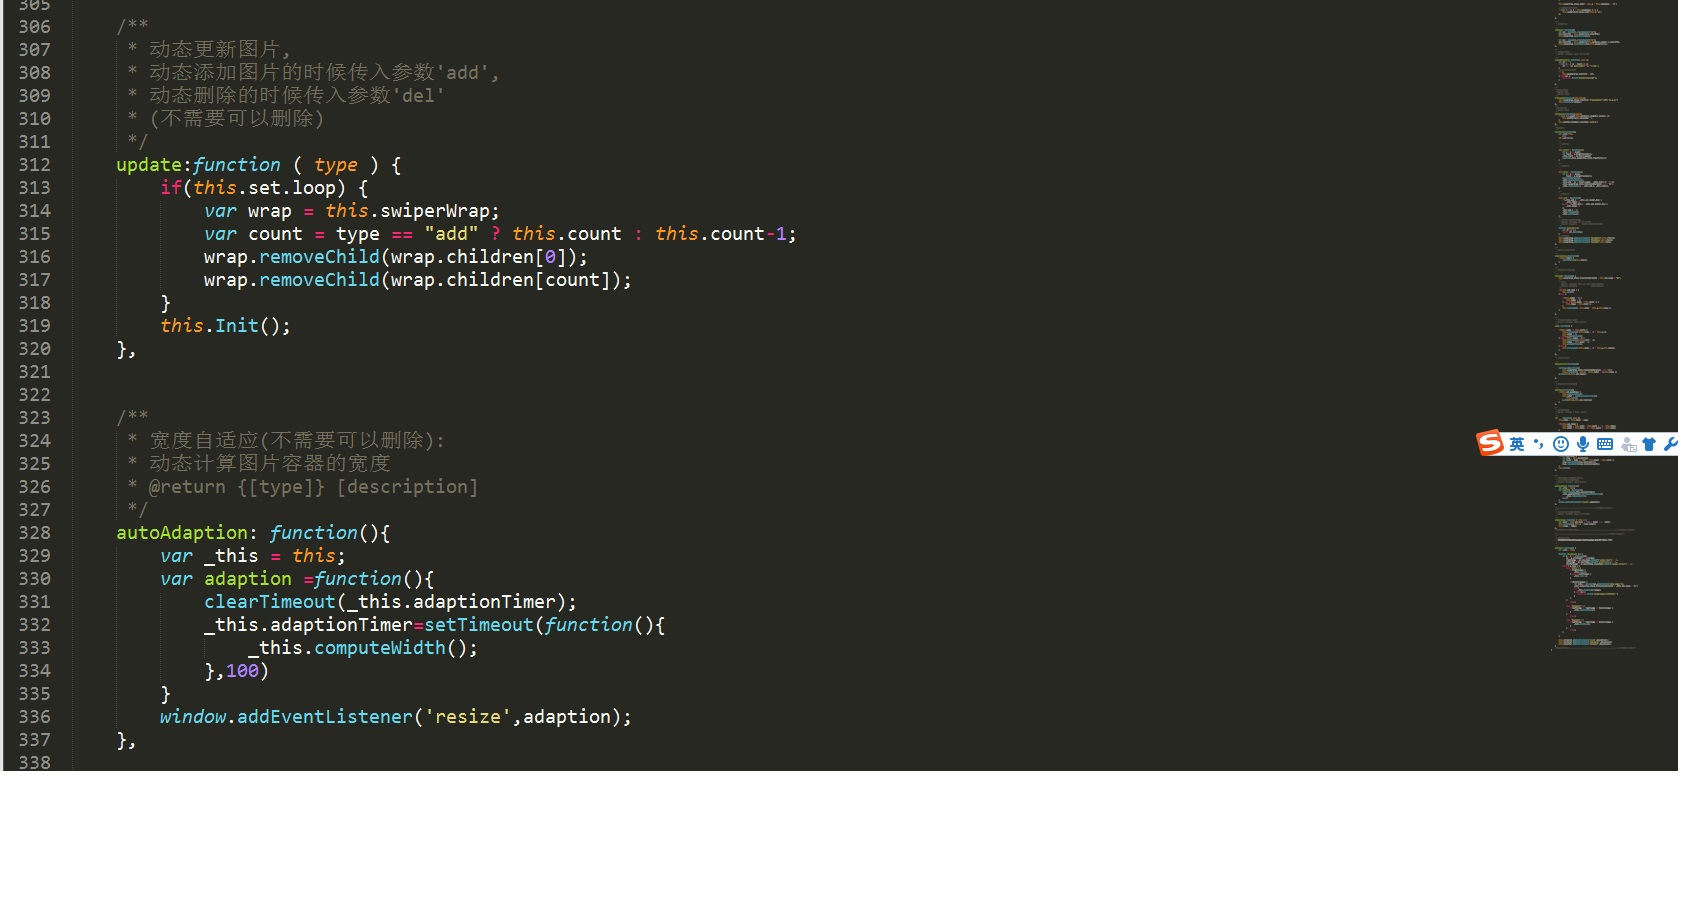 305
306 /**
307 * 动态更新图片,
308 * 动态添加图片的时候传入参数'add',
309 * 动态删除的时候传入参数'del'
310 * (不需要可以删除)
311 */
312 update:function ( type ) {
313 if(this.set.loop) {
314 var wrap = this.swiperWrap;
315 var count = type == "add" ? this.count : this.count-1;
316 wrap.removeChild(wrap.children[0]);
317 wrap.removeChild(wrap.children[count]);
318 }
319 this.Init();
320 },
321
322
323 /**
324 * 宽度自适应(不需要可以删除):
325 * 动态计算图片容器的宽度
326 * @return {[type]} [description]
327 */
328 autoAdaption: function(){
329 var _this = this;
330 var adaption =function(){
331 clearTimeout(_this.adaptionTimer);
332 _this.adaptionTimer=setTimeout(function(){
333 _this.computeWidth();
334 },100)
335 }
336 window.addEventListener('resize',adaption);
337 },
338
S 英